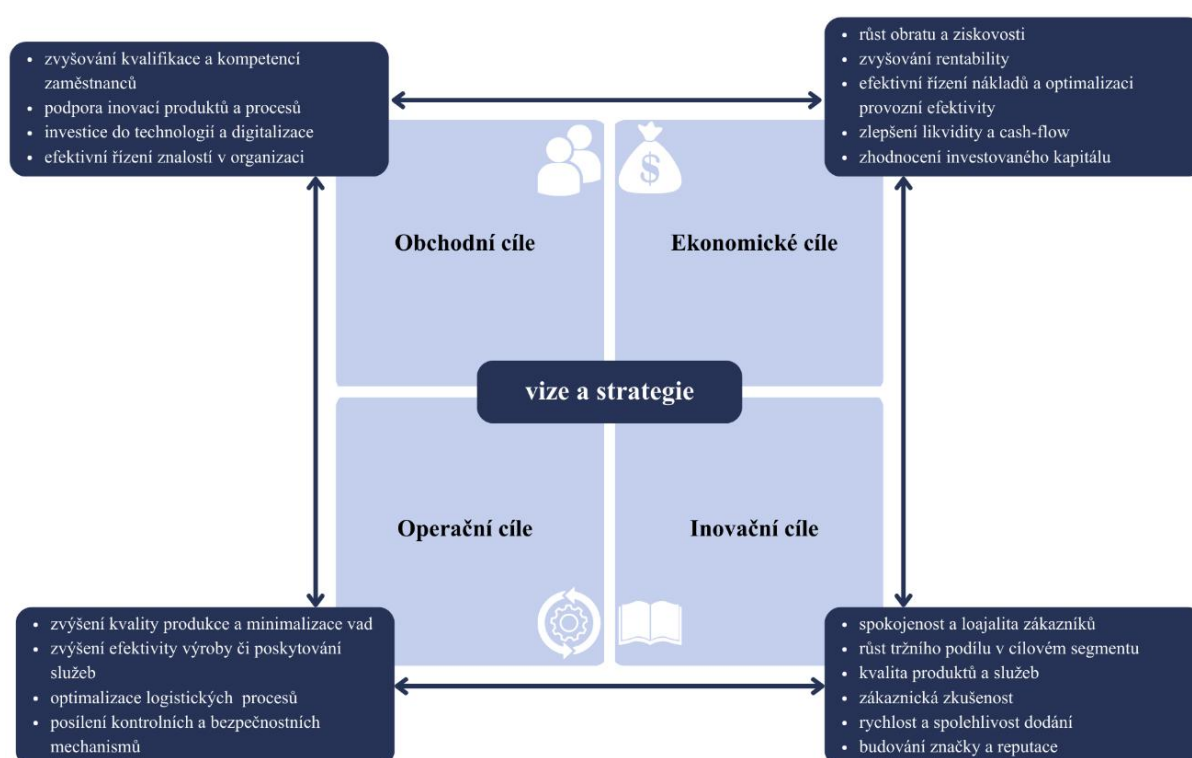 • zvyšování kvalifikace a kompetencí
zaměstnanců
• podpora inovací produktů a procesů
• investice do technologií a digitalizace
• efektivní řízení znalostí v organizaci
• růst obratu a ziskovosti
• zvyšování rentability
• efektivní řízení nákladů a optimalizaci
provozní efektivity
• zlepšení likvidity a cash-flow
• zhodnocení investovaného kapitálu
$
Obchodní cíle
Ekonomické cíle
vize a strategie
Operační cíle
Inovační cíle
• zvýšení kvality produkce a minimalizace vad
• zvýšení efektivity výroby či poskytování
služeb
• optimalizace logistických procesů
• posílení kontrolních a bezpečnostních
mechanismů
• spokojenost a loajalita zákazníků
• růst tržního podílu v cílovém segmentu
• kvalita produktů a služeb
• zákaznická zkušenost
• rychlost a spolehlivost dodání
• budování značky a reputace